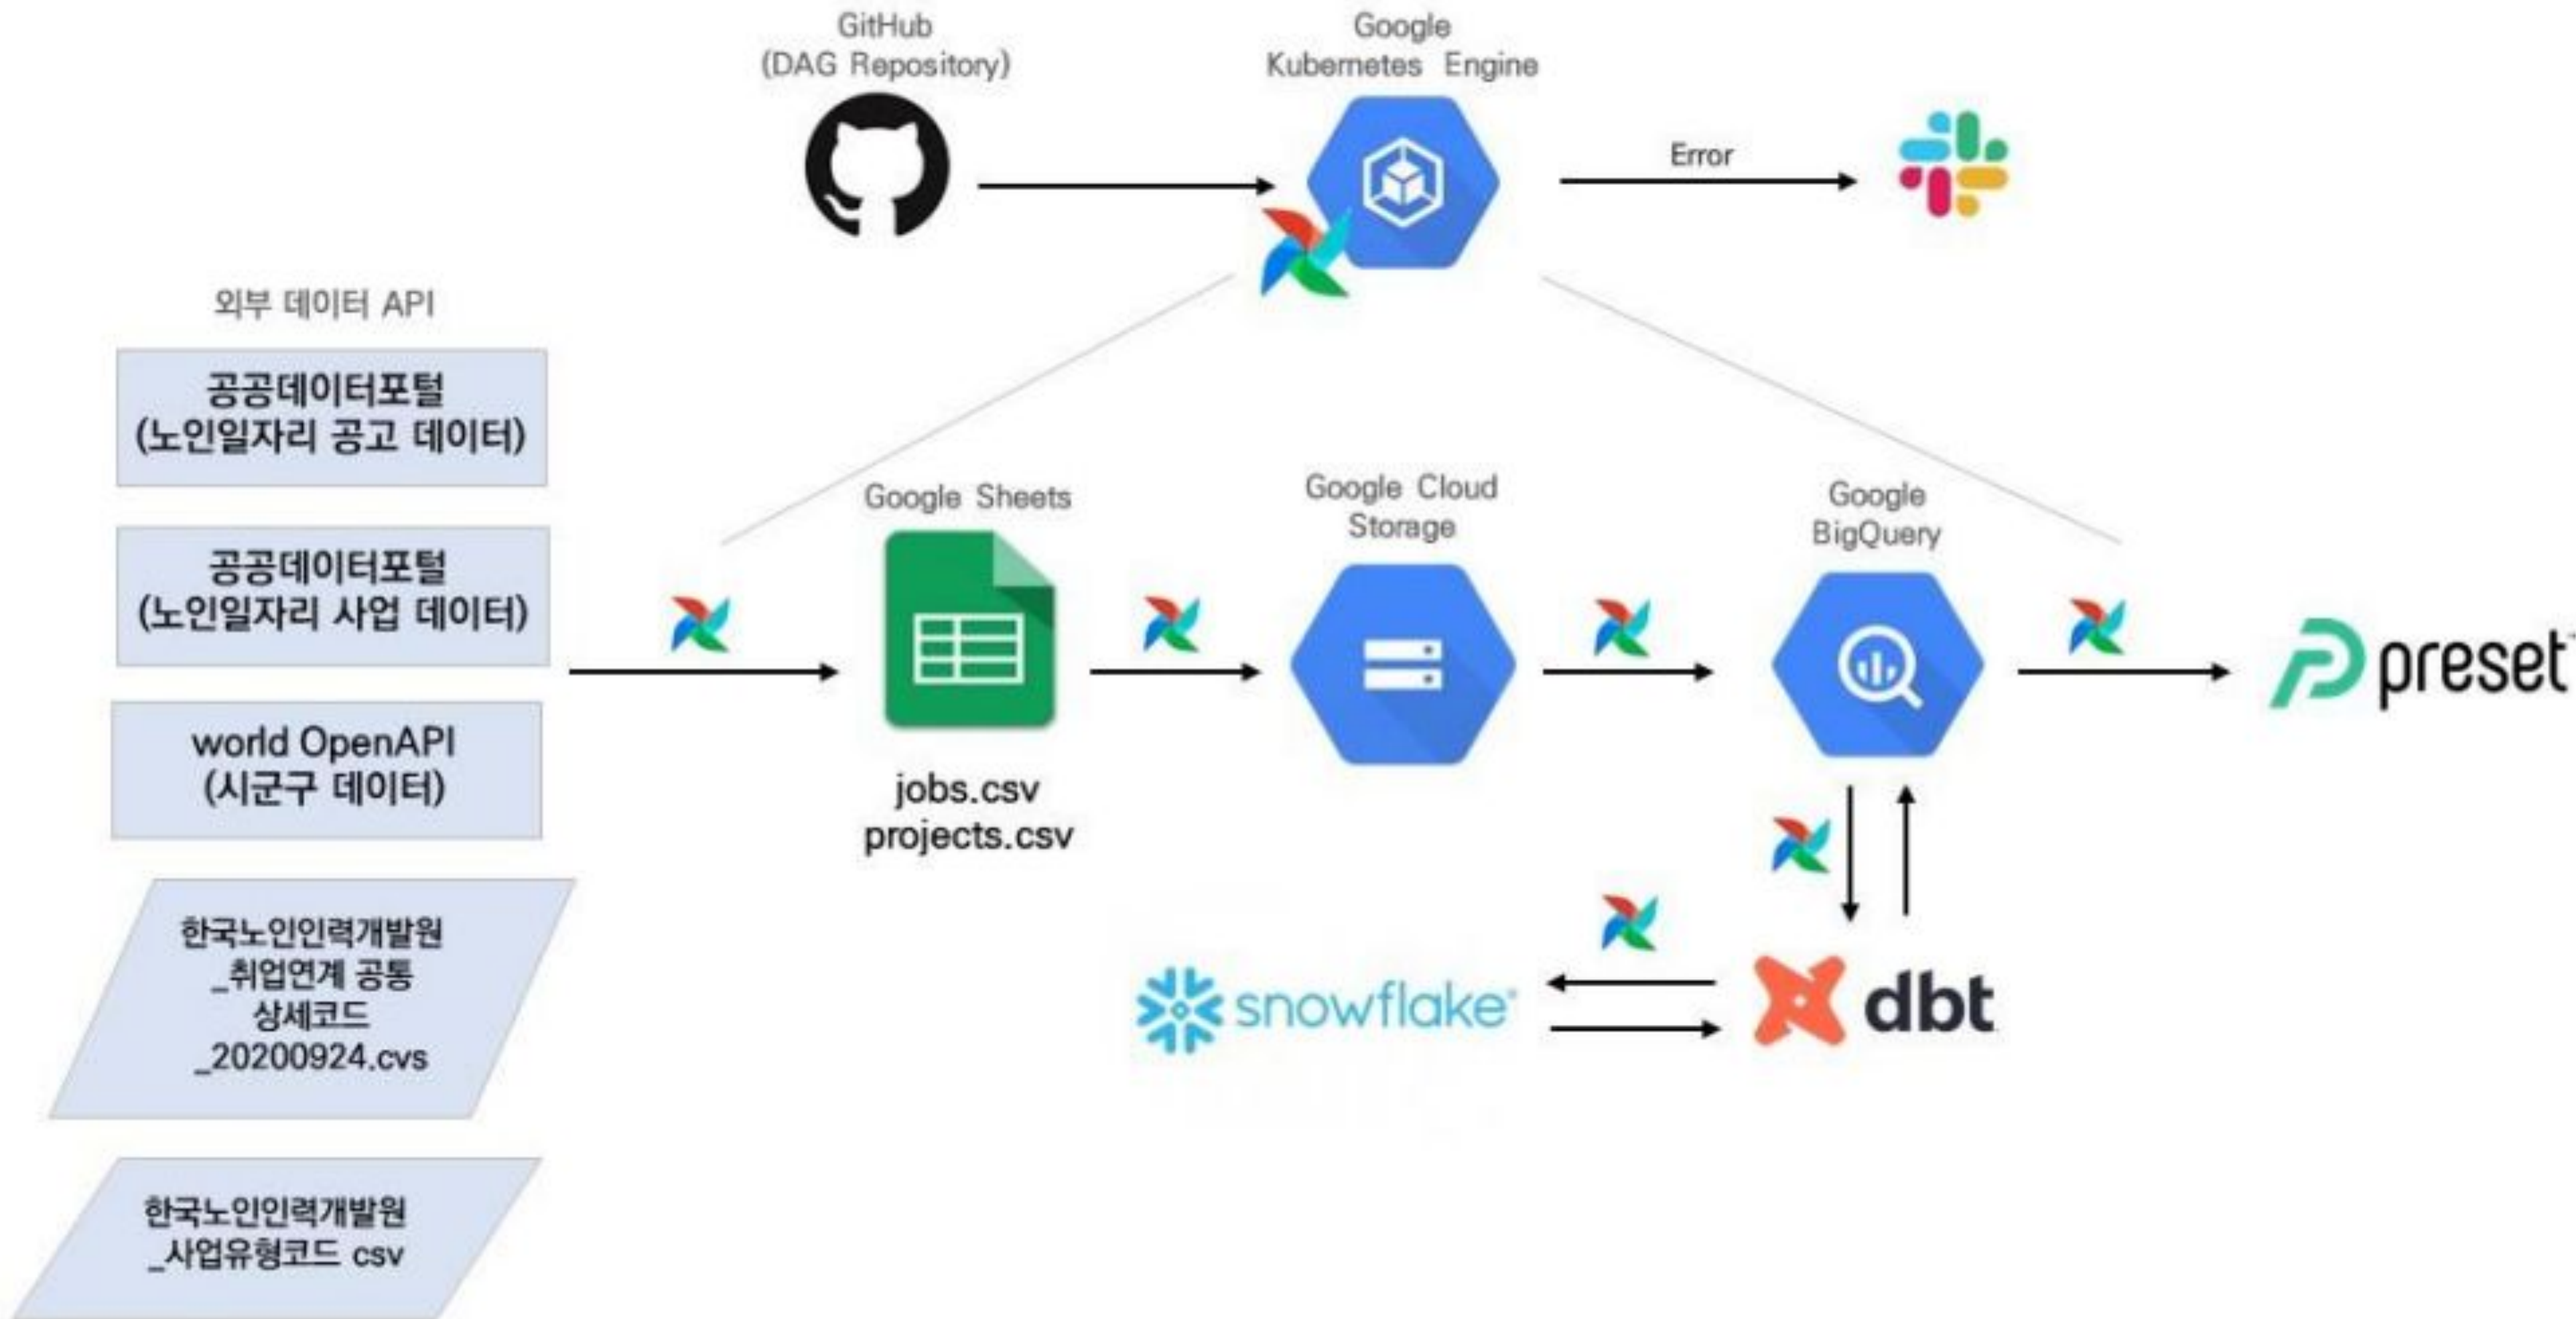 GitHub
(DAG Repository)
Google
Kubernetes Engine
Error
외부 데이터 API
공공데이터포털
(노인일자리 공고 데이터)
공공데이터포털
(노인일자리 사업 데이터)
world OpenAPI
(시군구 데이터)
한국노인인력개발원
_취업연계 공통
상세코드
_20200924.cvs
한국노인인력개발원
_사업유형코드 csv
Google Sheets
jobs.csv
projects.csv
Google Cloud
Storage
Google
BigQuery
preset
snowflake
dbt